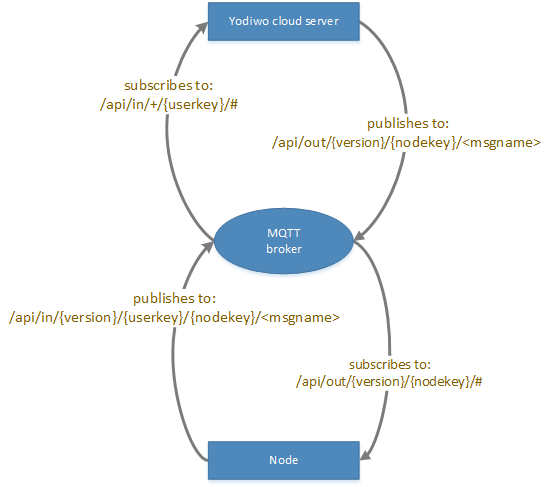 Yodiwo cloud server
subscribes to:
/api/in/+/{userkey}/#
publishes to:
/api/out/{version}/{nodekey}/<msgname>
MQTT
broker
publishes to:
/api/in/{version}/{userkey}/{nodekey}/<msgname>
subscribes to:
/api/out/{version}/{nodekey}/#
Node